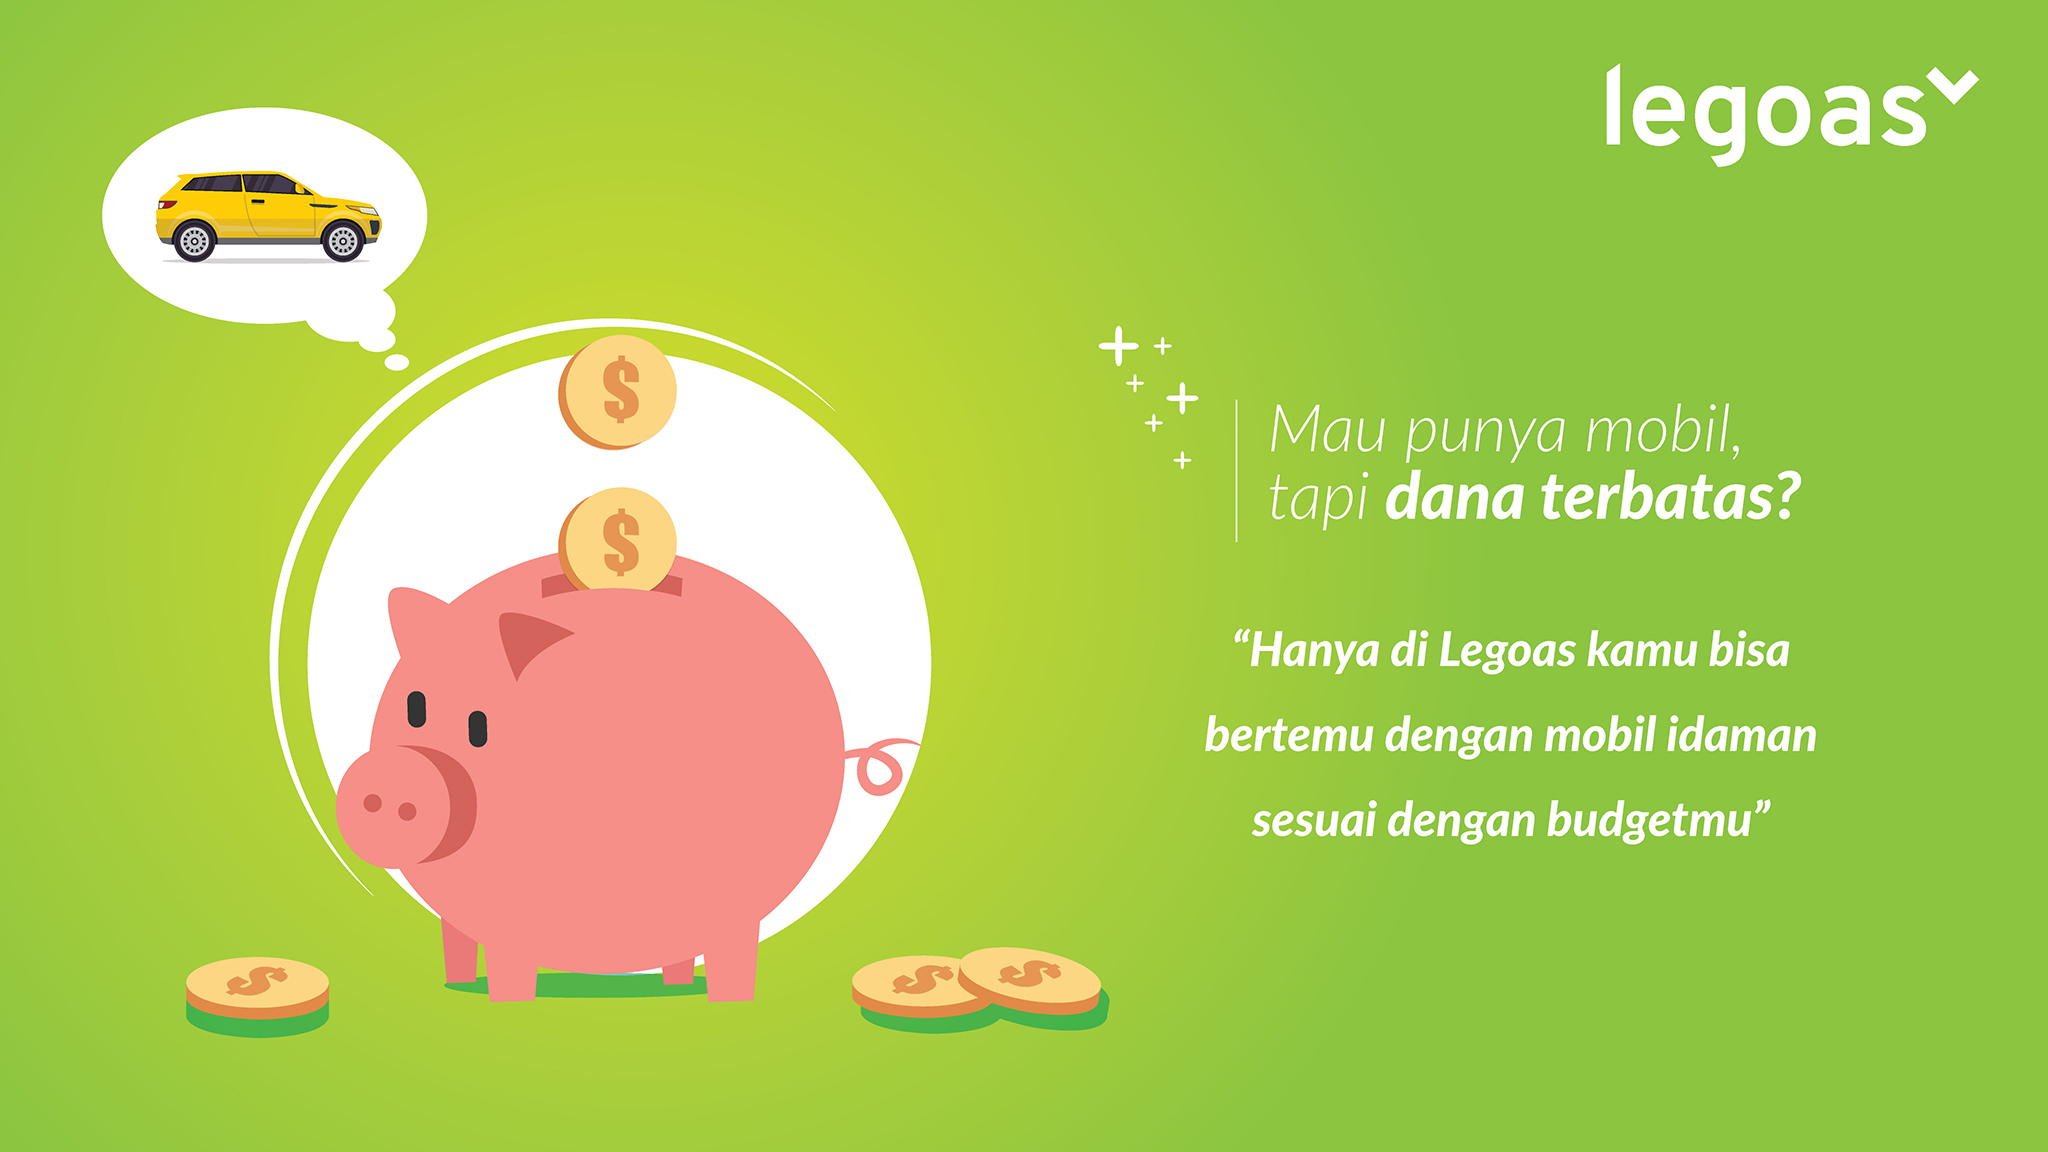 legoas
Mau punya mobil,
tapi dana terbatas?
“Hanya di Legoas kamu bisa
bertemu dengan mobil idaman
sesuai dengan budgetmu”
$
$
$
$
$